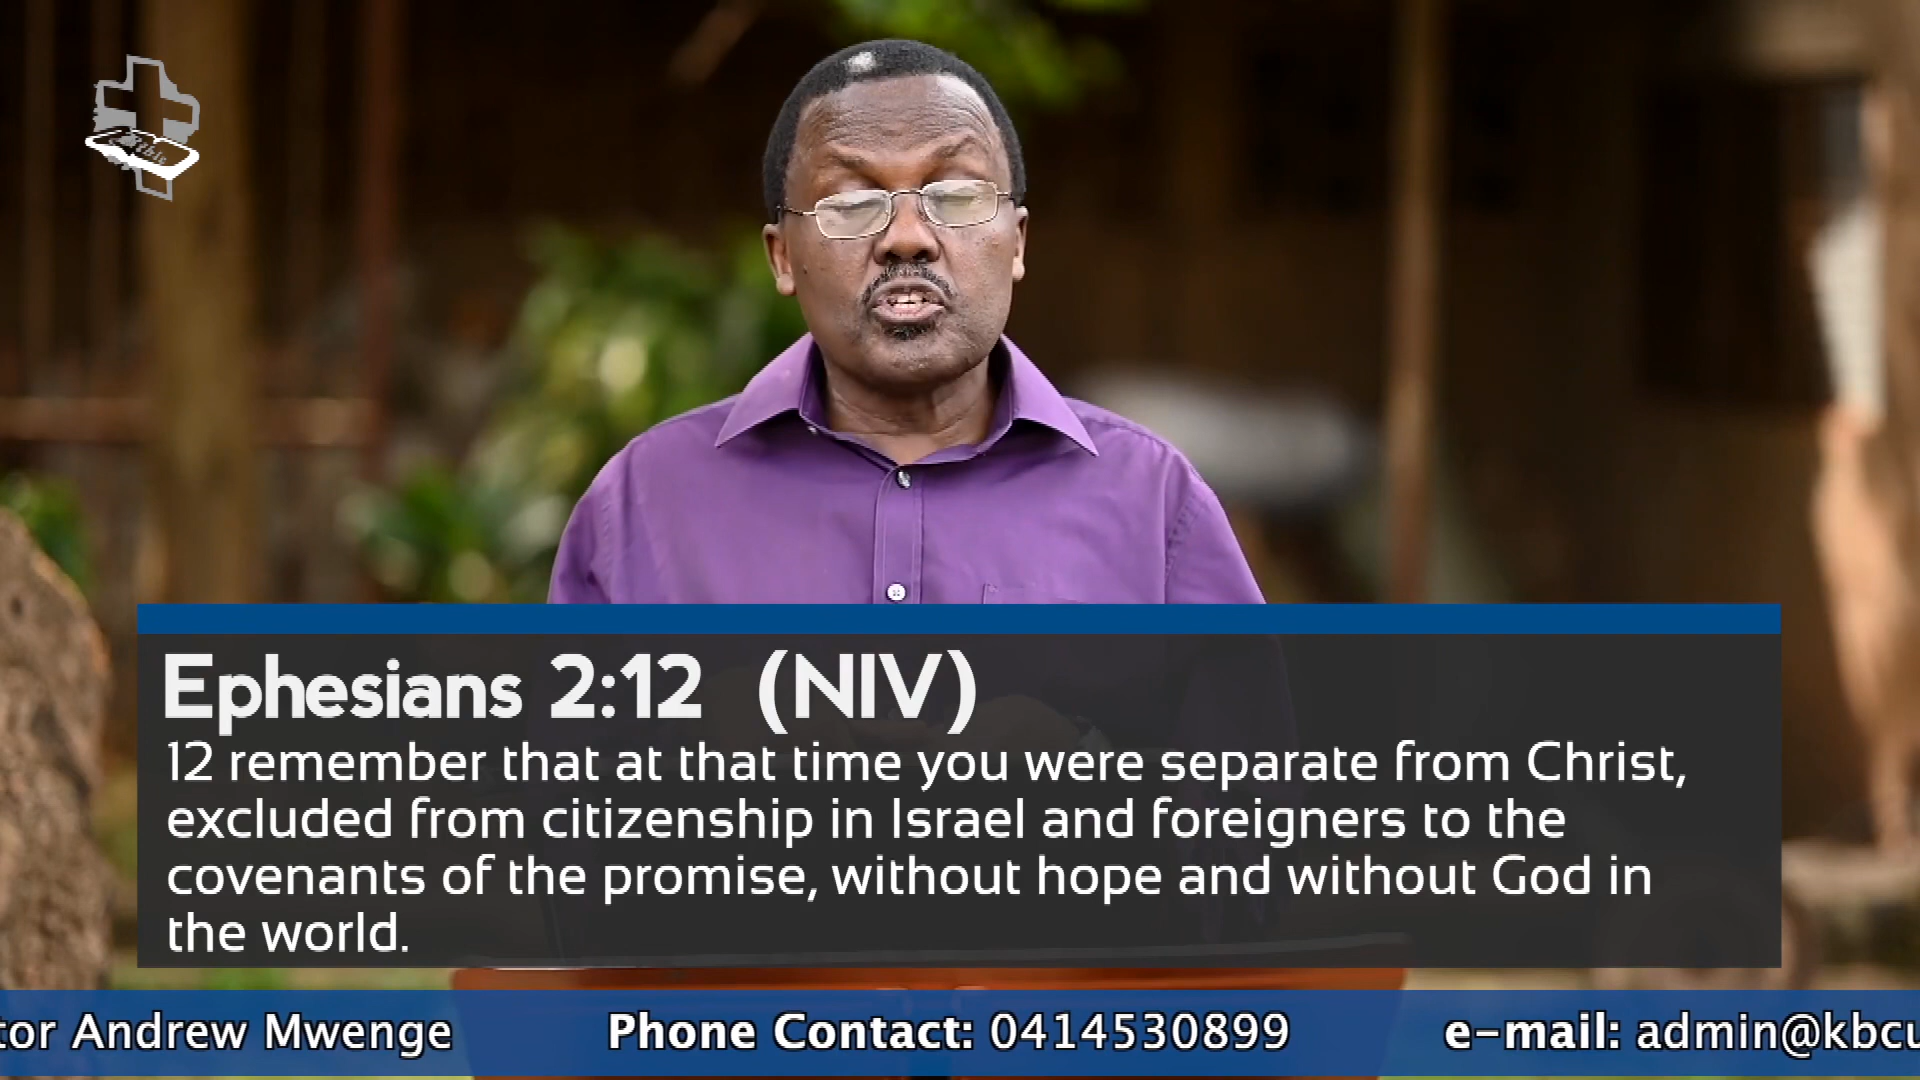 Ephesians 2:12 (NIV)
12 remember that at that time you were separate from Christ,
excluded from citizenship in Israel and foreigners to the
covenants of the promise, without hope and without God in
the world.
tor Andrew Mwenge Phone Contact: 0414530899 e-mail: admin@kbcu